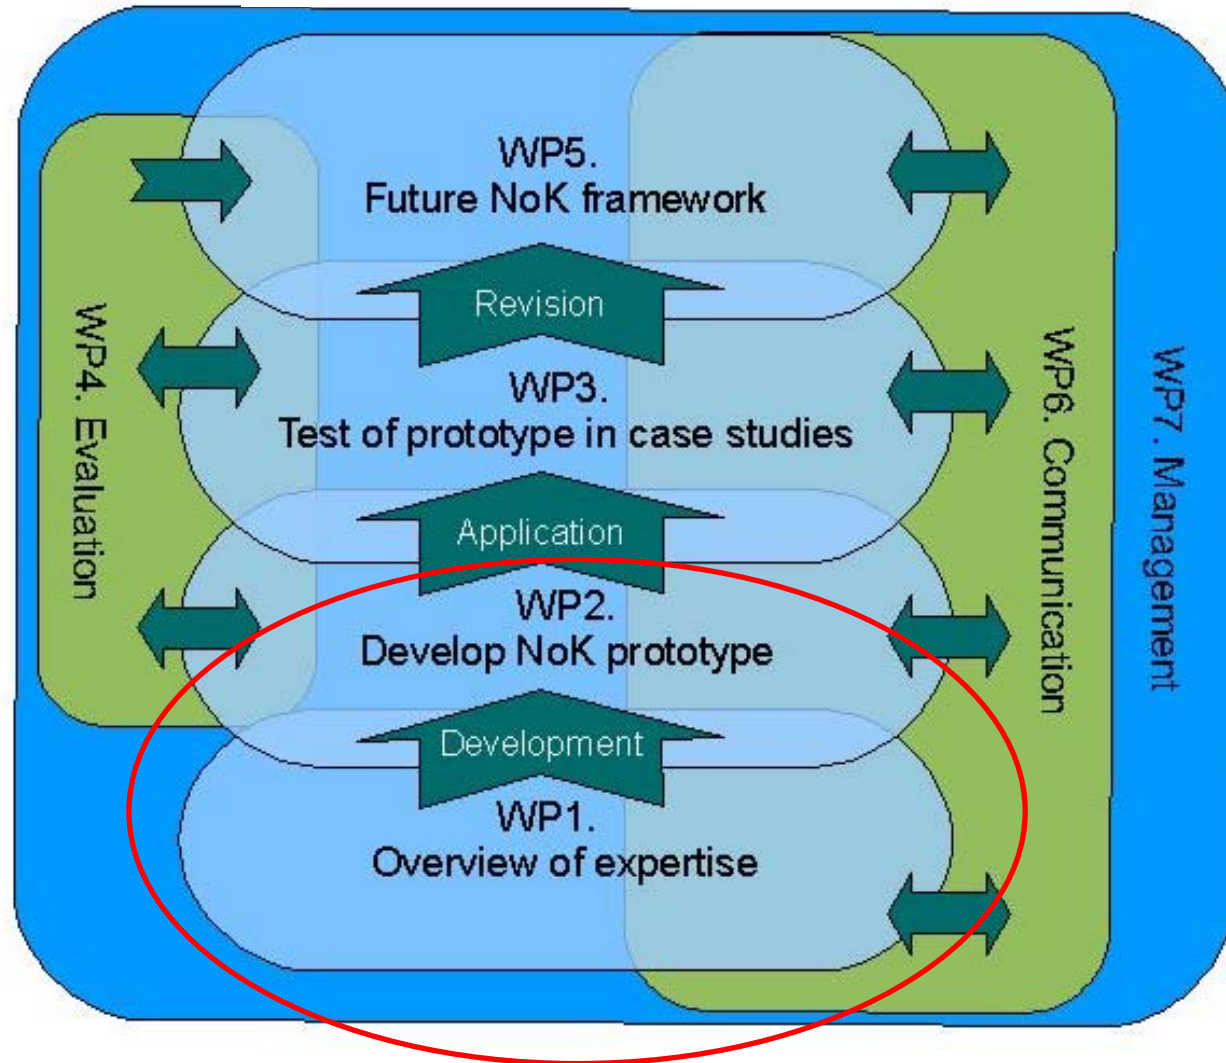 WP5.
Future NoK framework
Revision
WP3.
Test of prototype in case studies
Application
WP2.
Develop NoK prototype
Development
WP1.
Overview of expertise
WP4. Evaluation
WP6. Communication
WP7. Management